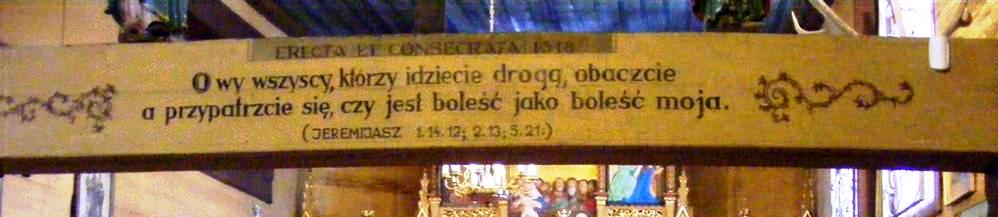 ERECTA ET CONSECRATA 1518
O wy wszyscy, którzy idziecie drogą, obaczcie
a przypatrzcie się, czy jest boleść jako boleść moja.
(JEREMIJASZ 1.14.12; 2.13; 5.21.)